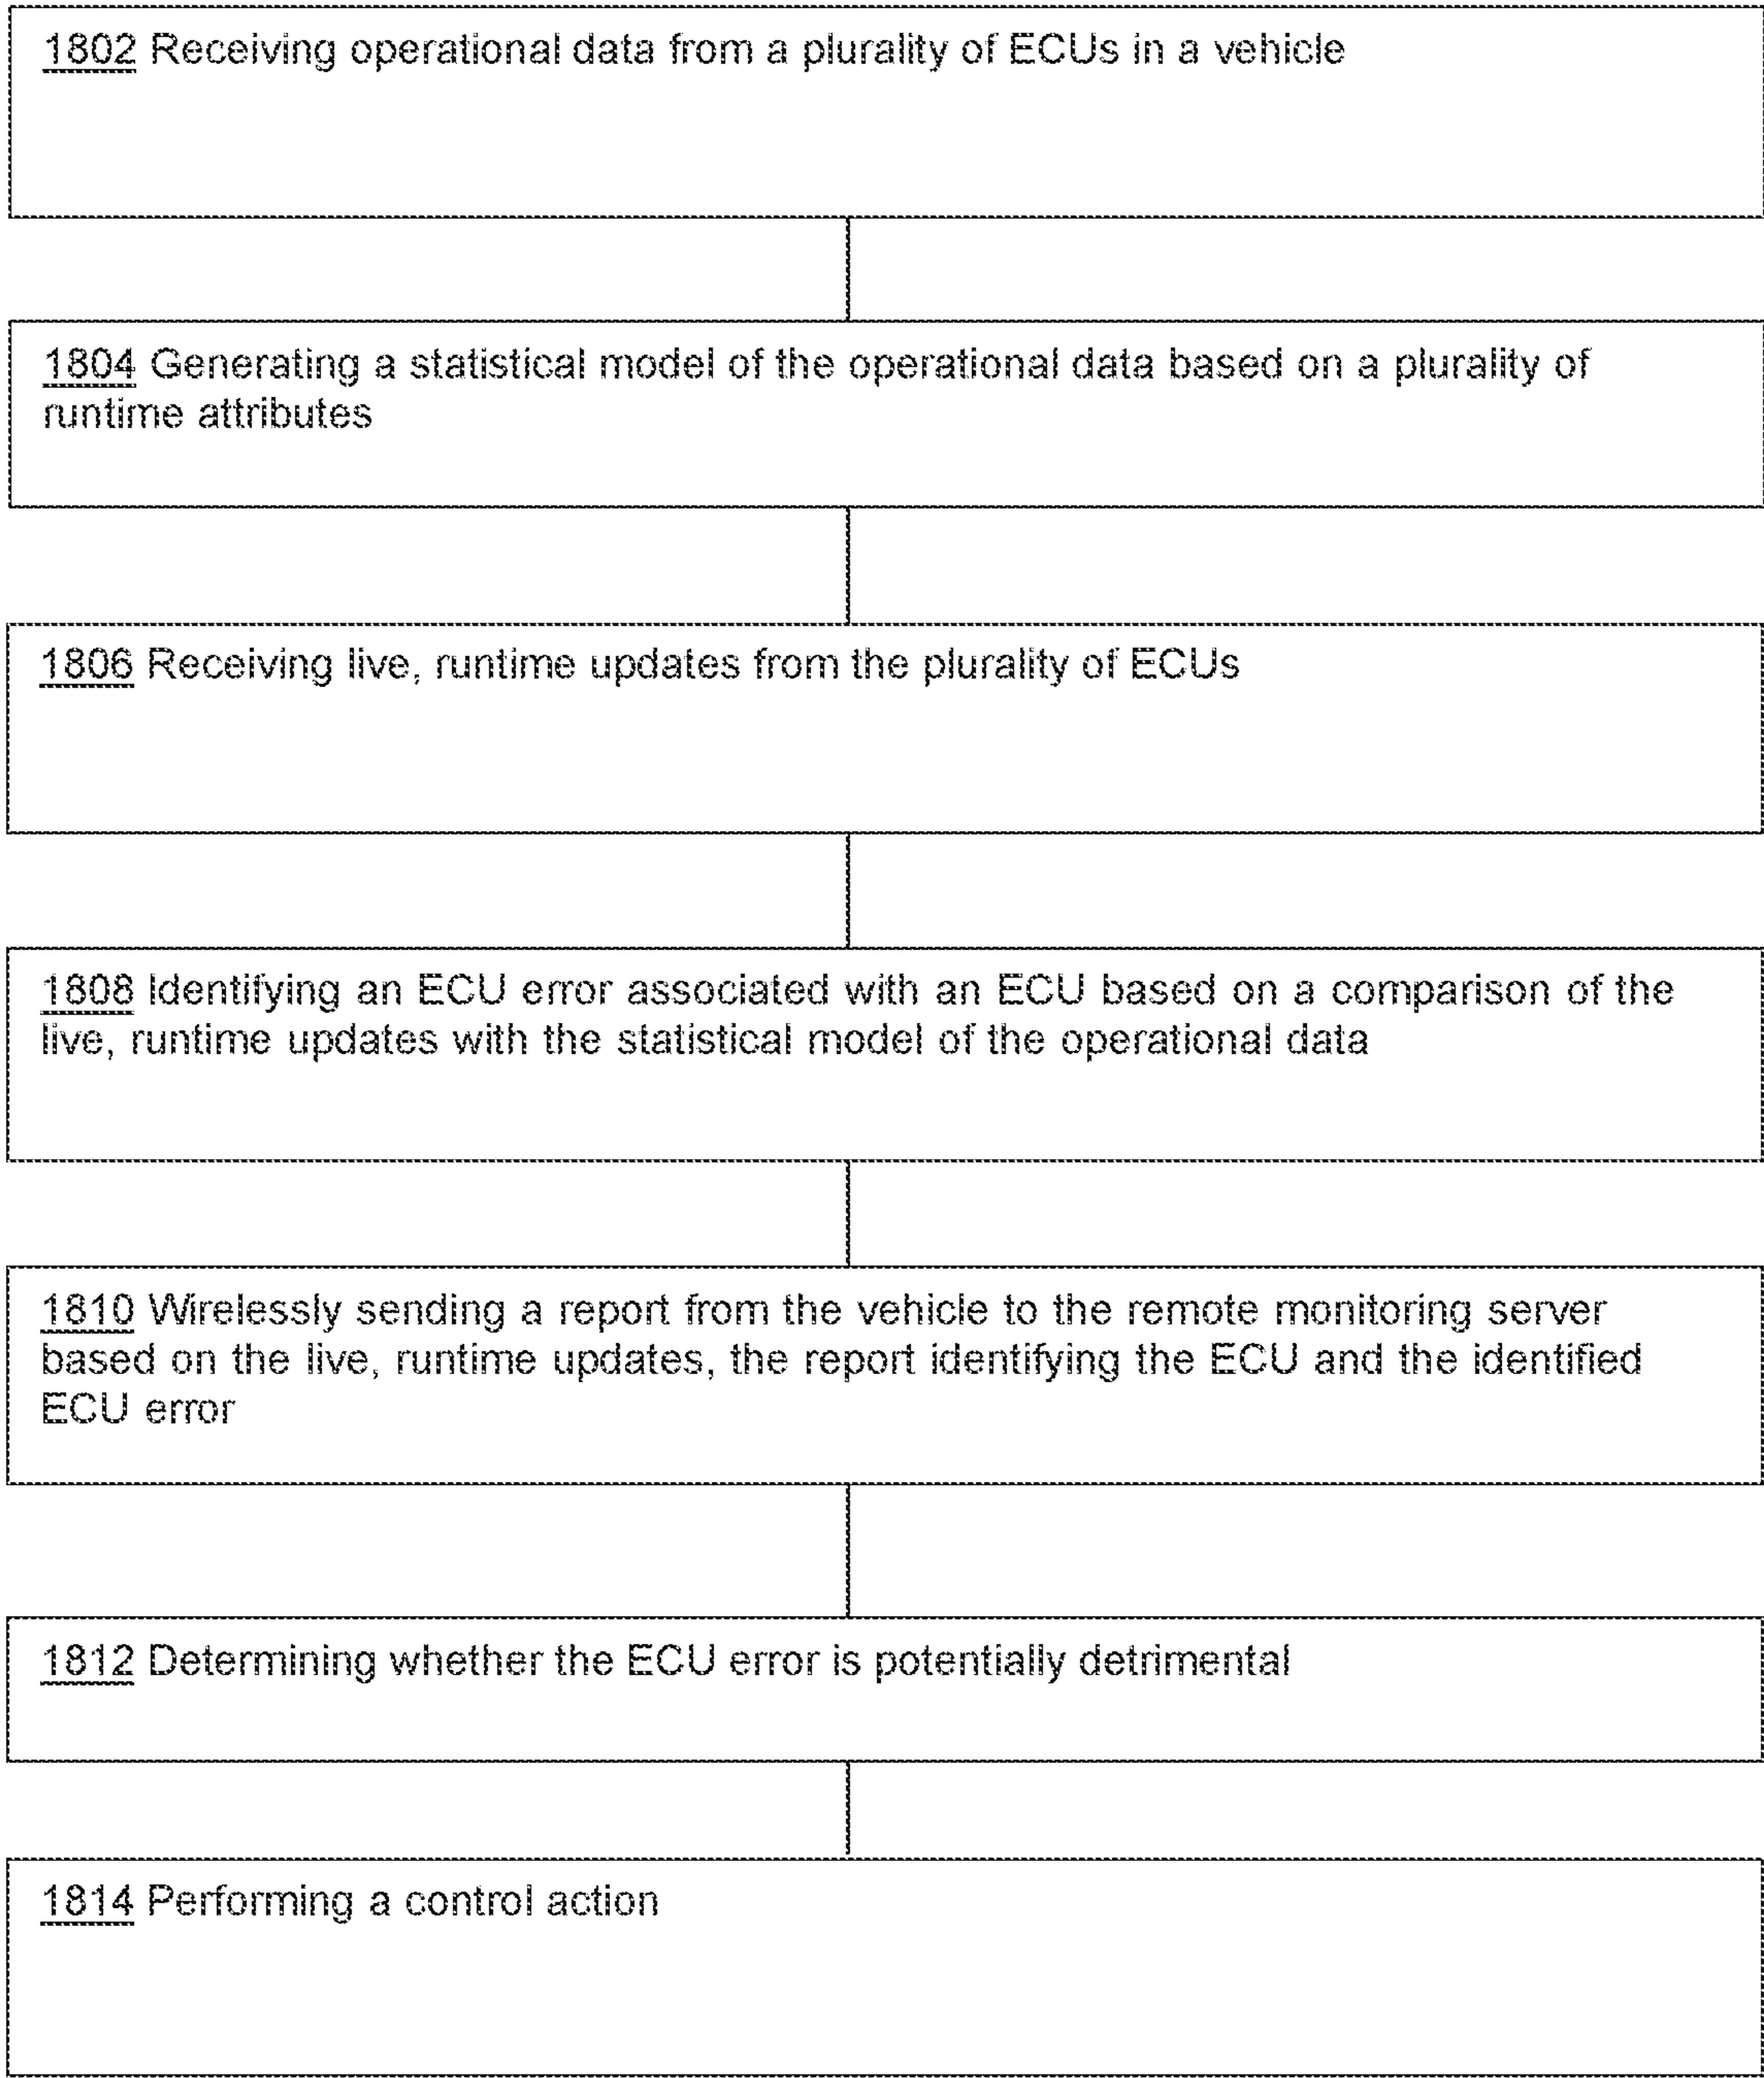 1802 Receiving operational data from a plurality of ECUs in a vehicle
1804 Generating a statistical model of the operational data based on a plurality of
runtime attributes
1806 Receiving live, runtime updates from the plurality of ECUs
1808 Identifying an ECU error associated with an ECU based on a comparison of the
live, runtime updates with the statistical model of the operational data
1810 Wirelessly sending a report from the vehicle to the remote monitoring server
based on the live, runtime updates, the report identifying the ECU and the identified
ECU error
1812 Determining whether the ECU error is potentially detrimental
1814 Performing a control action